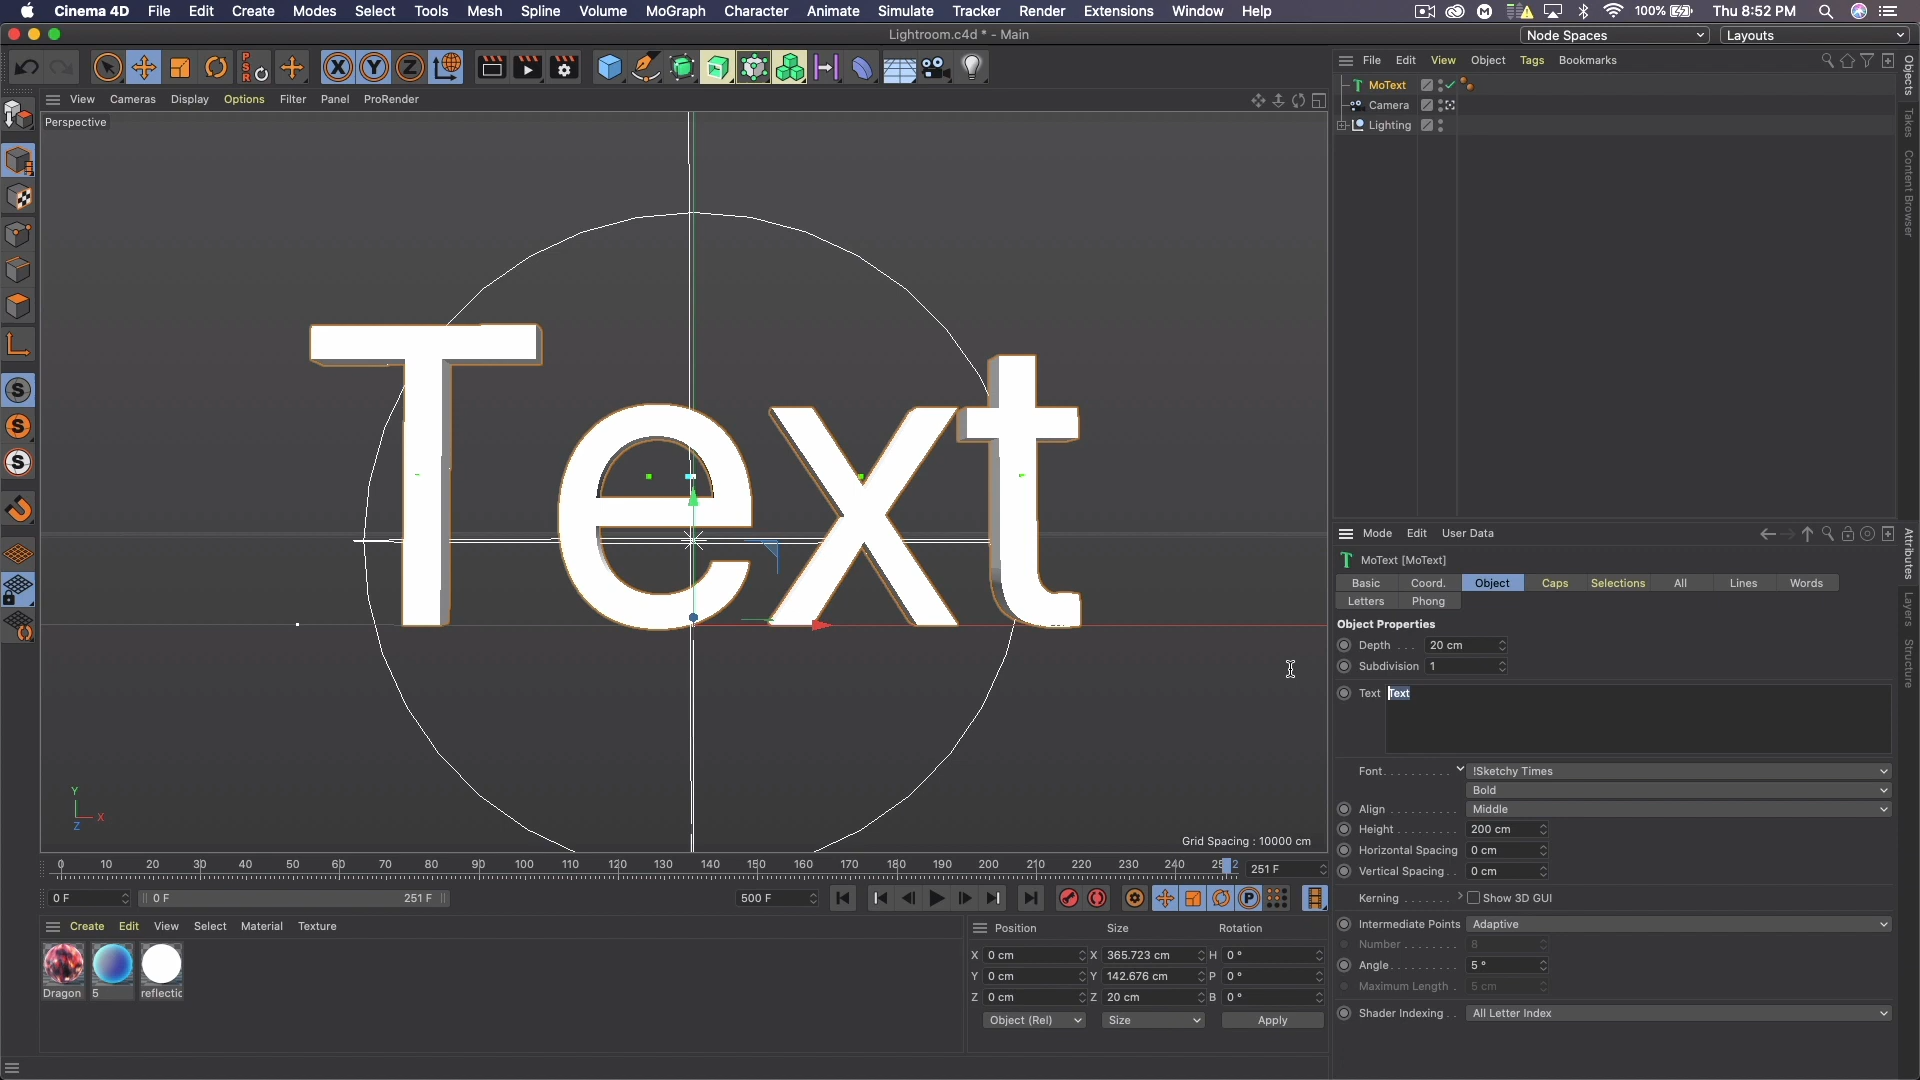 Cinema 4D File Edit Create Modes Select Tools Mesh Spline Volume MoGraph Character Animate Simulate Tracker Render Extensions Window Help 100% Thu 8:52 PM
Lightroom.c4d * - Main
Node Spaces Layouts
File Edit View Object Tags Bookmarks
View Cameras Display Options Filter Panel ProRender
Perspective
MoText
Camera
Lighting
Objects
Takes
Content Browser
Text
Mode Edit User Data
MoText [MoText]
Basic Coord. Object Caps Selections All Lines Words
Letters Phong
Object Properties
Depth . . . 20 cm
Subdivision 1
Text Text
Font. . . . . . . . . . !Sketchy Times
Bold
Align . . . . . . . . . . Middle
Height. . . . . . . . . 200 cm
Horizontal Spacing 0 cm
Vertical Spacing. . 0 cm
Kerning . . . . . . . Show 3D GUI
Intermediate Points Adaptive
Number . . . . . . . . 8
Angle. . . . . . . . . . 5 °
Maximum Length . 5 cm
Shader Indexing. . . All Letter Index
Attributes
Layers
Structure
Y
X
Z
Grid Spacing : 10000 cm
0 10 20 30 40 50 60 70 80 90 100 110 120 130 140 150 160 170 180 190 200 210 220 230 240 251 F
0 F 0 F 251 F 500 F
Create Edit View Select Material Texture
Dragon 5 reflectic
Position Size Rotation
X 0 cm X 365.723 cm H 0 °
Y 0 cm Y 142.676 cm P 0 °
Z 0 cm Z 20 cm B 0 °
Object (Rel) Size Apply